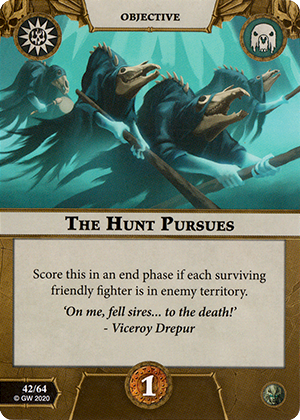 OBJECTIVE
THE HUNT PURSUES
Score this in an end phase if each surviving
friendly fighter is in enemy territory.
‘On me, fell sires... to the death!’
- Viceroy Drepur
42/64
© GW 2020
1